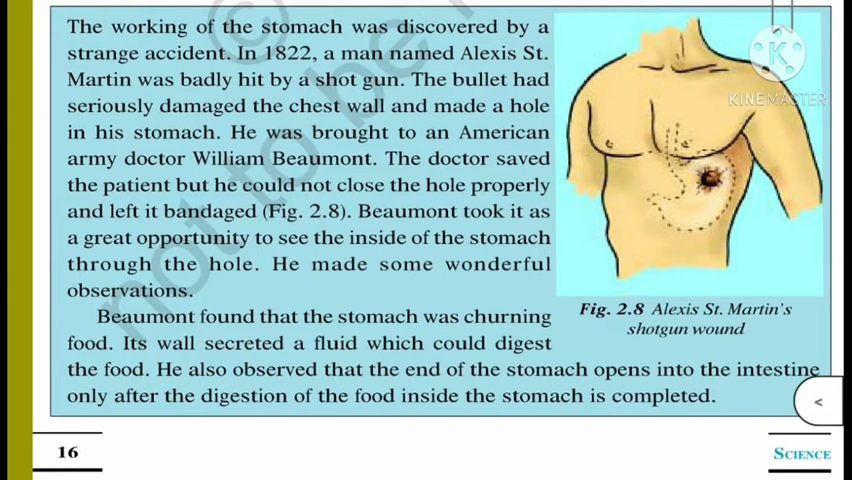 The working of the stomach was discovered by a
strange accident. In 1822, a man named Alexis St.
Martin was badly hit by a shot gun. The bullet had
seriously damaged the chest wall and made a hole
in his stomach. He was brought to an American
army doctor William Beaumont. The doctor saved
the patient but he could not close the hole properly
and left it bandaged (Fig. 2.8). Beaumont took it as
a great opportunity to see the inside of the stomach
through the hole. He made some wonderful
observations.
Beaumont found that the stomach was churning
food. Its wall secreted a fluid which could digest
the food. He also observed that the end of the stomach opens into the intestine
only after the digestion of the food inside the stomach is completed.
Fig. 2.8 Alexis St. Martin's
shotgun wound
KINEMASTER
not to be
©
<
16
SCIENCE